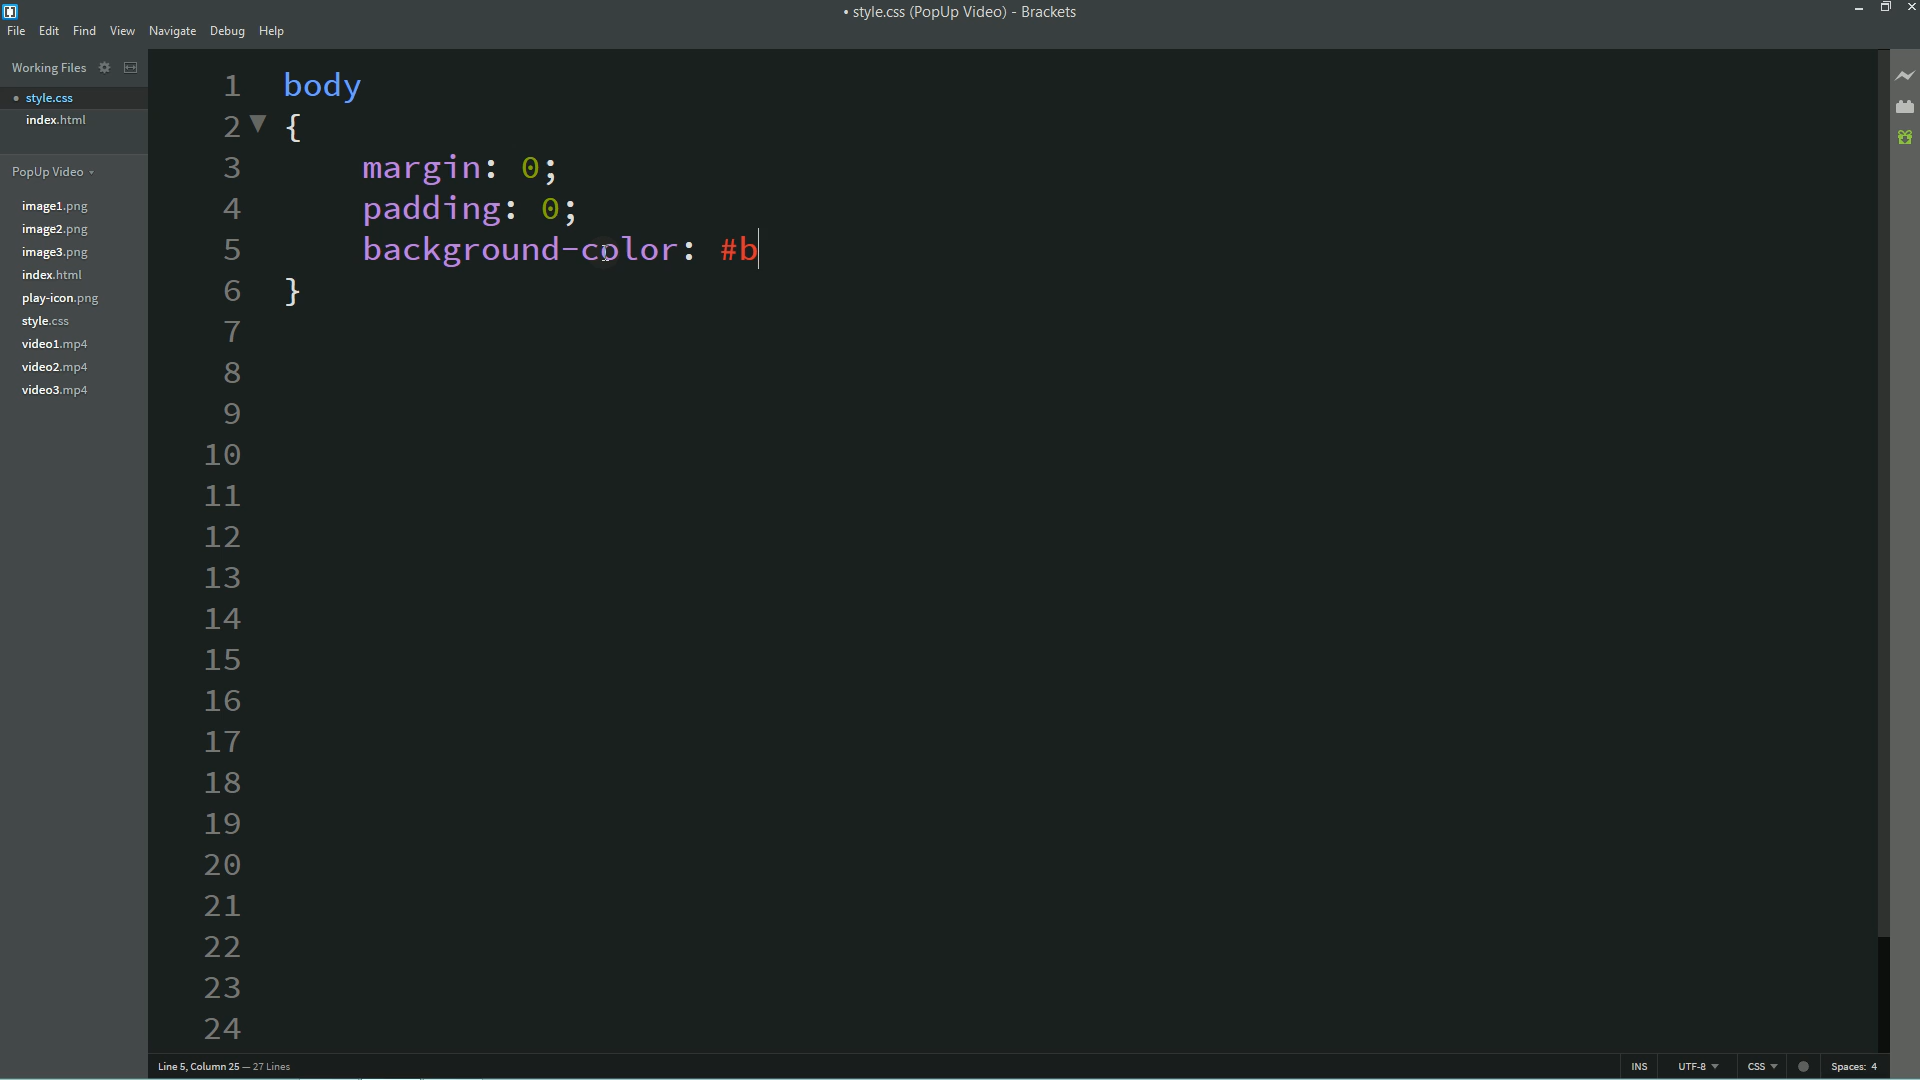 • style.css (PopUp Video) - Brackets
File Edit Find View Navigate Debug Help
Working Files
• style.css
index.html
PopUp Video
image1.png
image2.png
image3.png
index.html
play-icon.png
style.css
video1.mp4
video2.mp4
video3.mp4
1 body
2 {
3 margin: 0;
4 padding: 0;
5 background-color: #b
6 }
7
8
9
10
11
12
13
14
15
16
17
18
19
20
21
22
23
24
Line 5, Column 25 — 27 Lines
INS UTF-8 CSS Spaces: 4